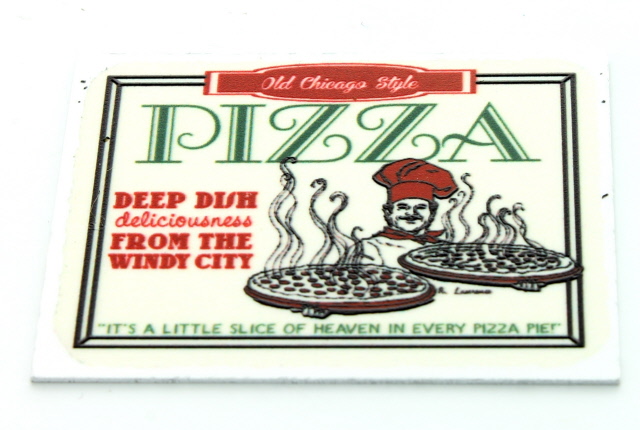 Old Chicago Style
PIZZA
DEEP DISH
deliciousness
FROM THE
WINDY CITY
"IT'S A LITTLE SLICE OF HEAVEN IN EVERY PIZZA PIE!"